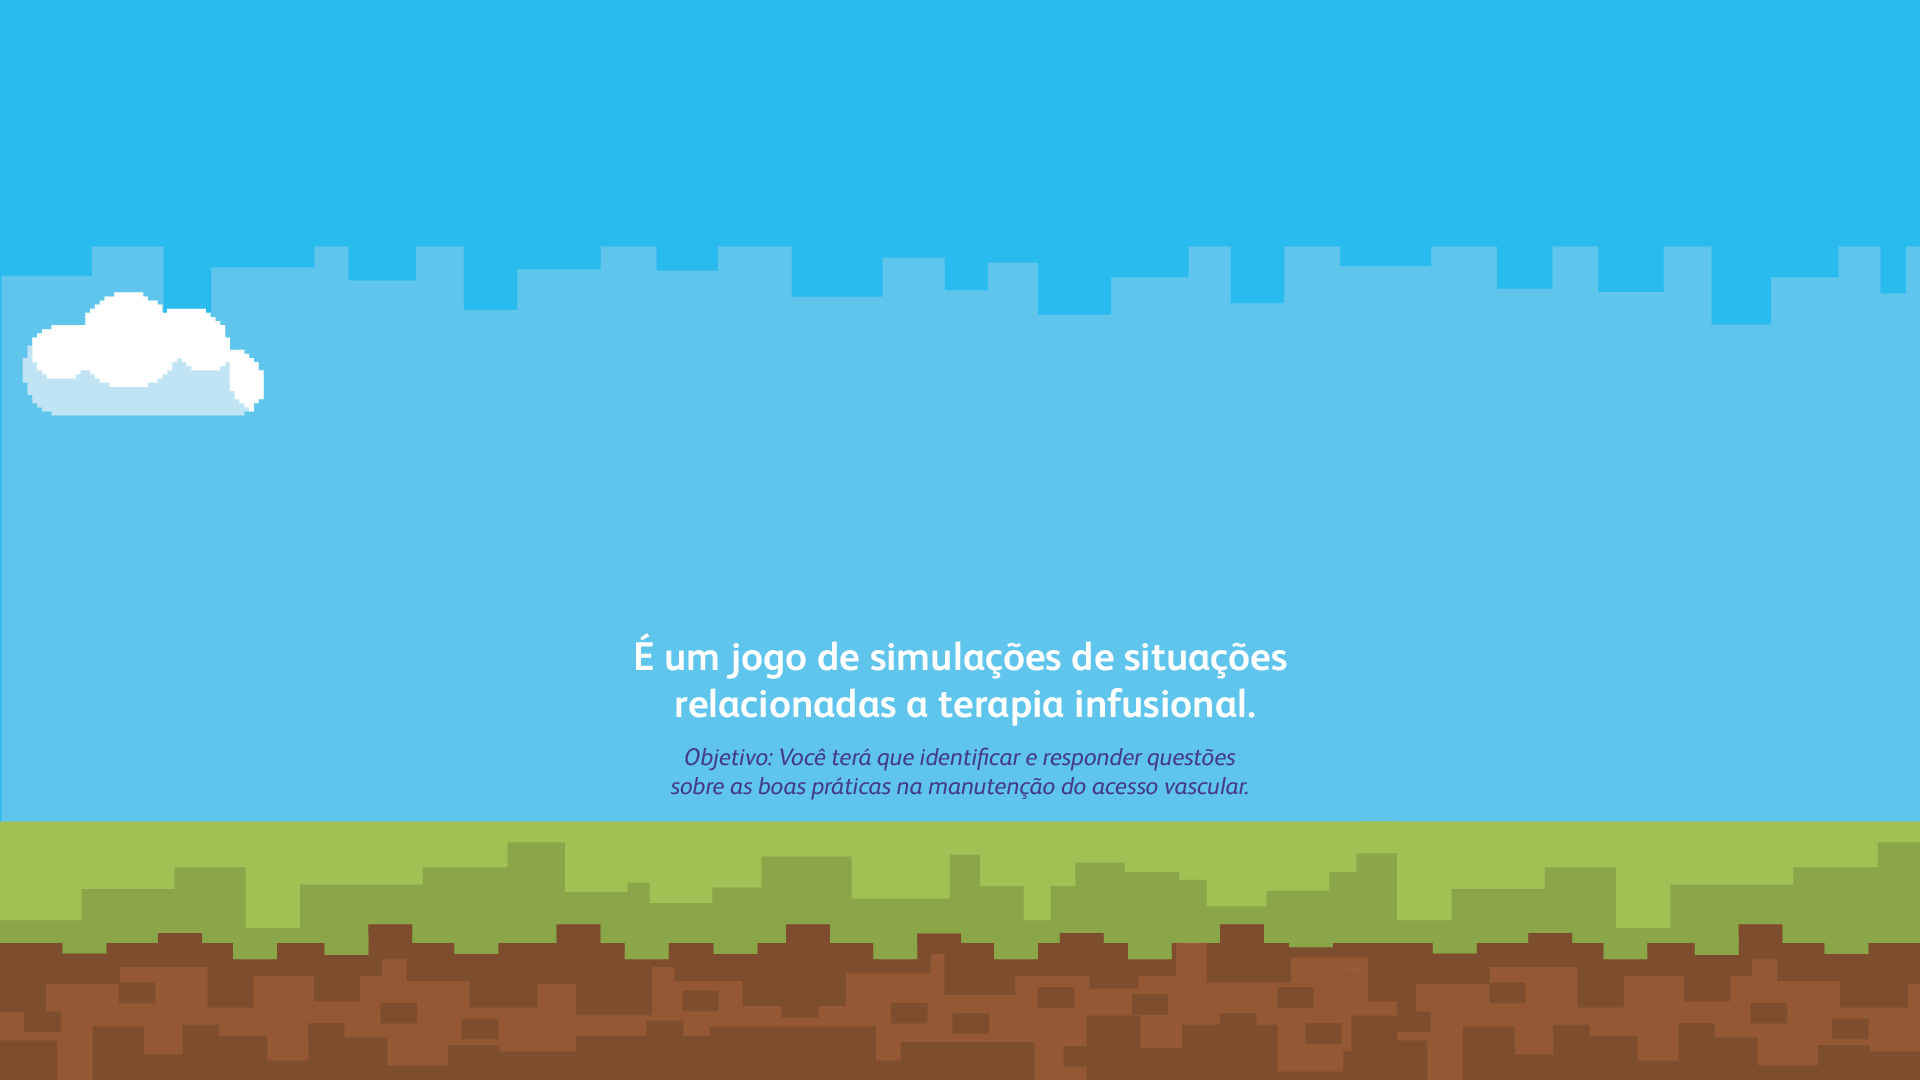 É um jogo de simulações de situações
relacionadas a terapia infusional.
Objetivo: Você terá que identificar e responder questões
sobre as boas práticas na manutenção do acesso vascular.